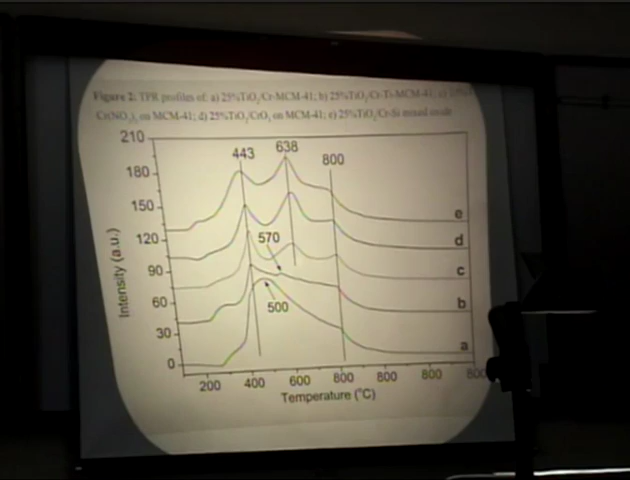 Figure 2: TPR profiles of: a) 25%TiO2/Cr-MCM-41; b) 25%TiO2/Cr-Ti-MCM-41; c)
Cr(NO3)3 on MCM-41; d) 25%TiO2/CrO3 on MCM-41; e) 25%TiO2/Cr-Si mixed oxide
210
180
150
120
90
60
30
0
Intensity (a.u.)
443
638
800
570
500
e
d
c
b
a
200 400 600 800 800 800 800
Temperature (°C)